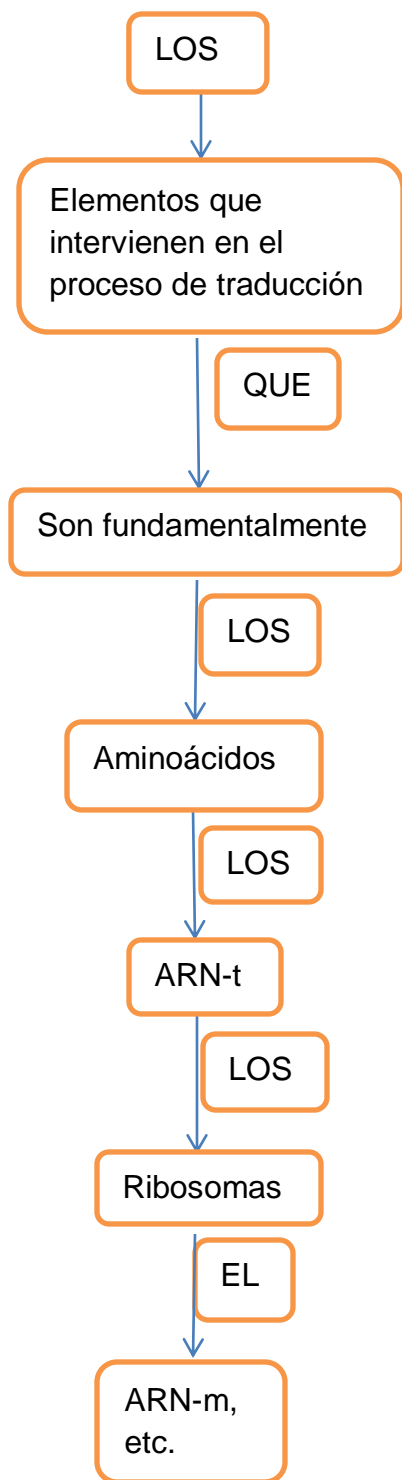 LOS
Elementos que
intervienen en el
proceso de traducción
QUE
Son fundamentalmente
LOS
Aminoácidos
LOS
ARN-t
LOS
Ribosomas
EL
ARN-m,
etc.